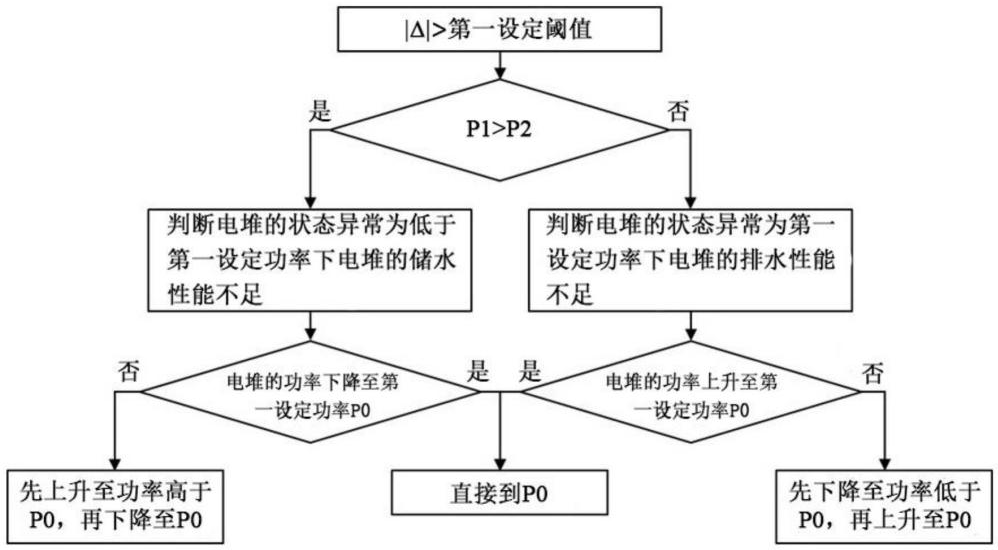 |Δ|>第一设定阈值
是
否
P1>P2
判断电堆的状态异常为低于
第一设定功率下电堆的储水
性能不足
判断电堆的状态异常为第一
设定功率下电堆的排水性能
不足
否
电堆的功率下降至第
一设定功率P0
是
是
电堆的功率上升至第
一设定功率P0
否
先上升至功率高于
P0，再下降至P0
直接到P0
先下降至功率低于
P0，再上升至P0